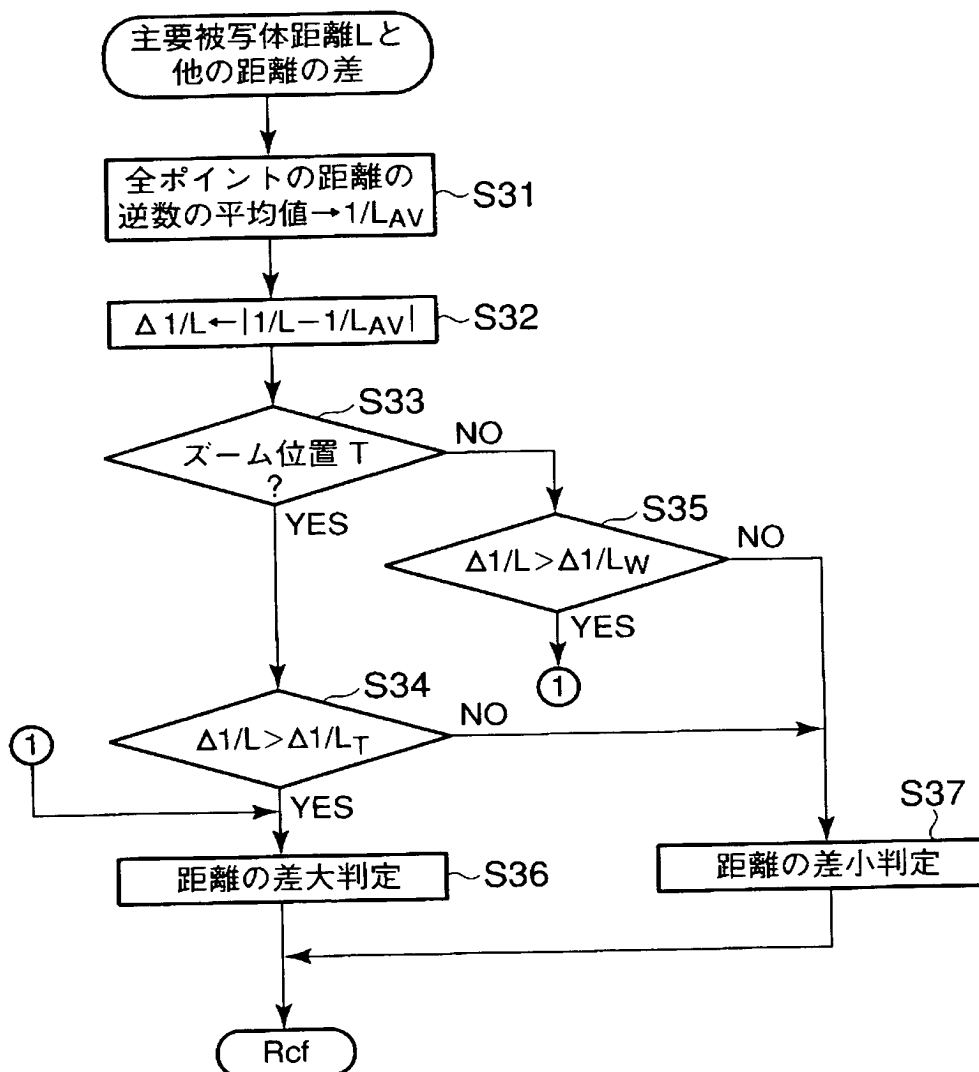 主要被写体距離Lと
他の距離の差
全ポイントの距離の
逆数の平均値→1/LAV
S31
Δ1/L←|1/L−1/LAV|
S32
S33
ズーム位置 T
?
NO
YES
S35
Δ1/L>Δ1/LW
NO
YES
1
S34
Δ1/L>Δ1/LT
NO
1
YES
S37
距離の差大判定
S36
距離の差小判定
Rcf